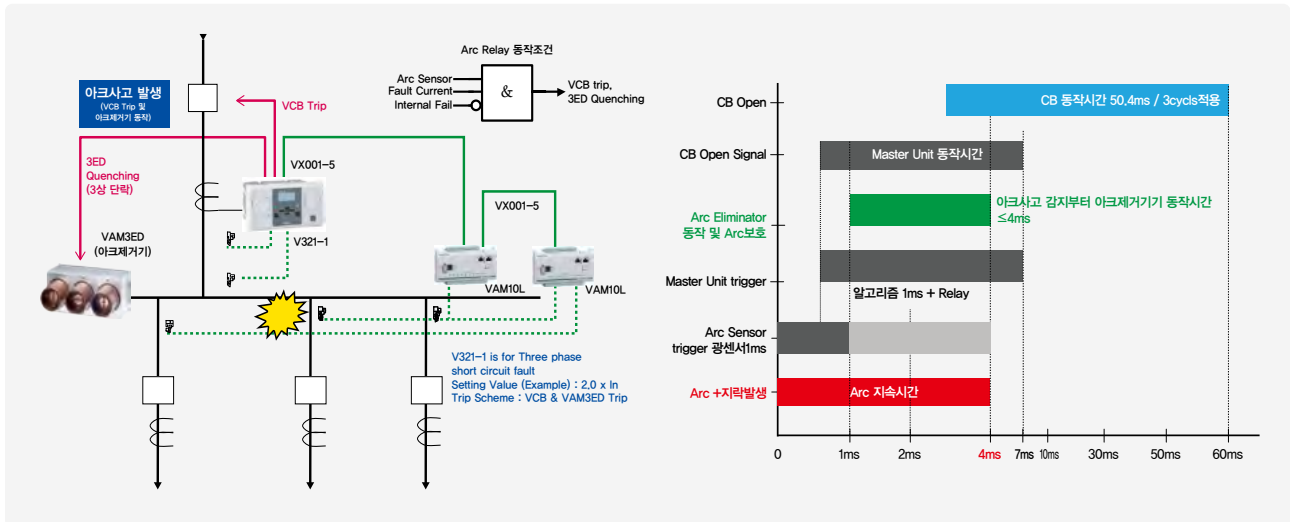 아크사고 발생
(VCB Trip 및
아크제거기 동작)
VCB Trip
3ED
Quenching
(3상 단락)
VX001-5
V321-1
VAM3ED
(아크제거기)
VX001-5
VAM10L
VAM10L
Arc Relay 동작조건
Arc Sensor
Fault Current
Internal Fail
&
VCB trip,
3ED Quenching
V321-1 is for Three phase
short circuit fault
Setting Value (Example) : 2.0 x In
Trip Scheme : VCB & VAM3ED Trip
CB Open
CB 동작시간 50.4ms / 3cycls적용
CB Open Signal
Master Unit 동작시간
Arc Eliminator
동작 및 Arc보호
아크사고 감지부터 아크제거기기 동작시간
≤4ms
Master Unit trigger
알고리즘 1ms + Relay
Arc Sensor
trigger 광센서1ms
Arc +지락발생
Arc 지속시간
0
1ms
2ms
4ms
7ms
10ms
30ms
50ms
60ms